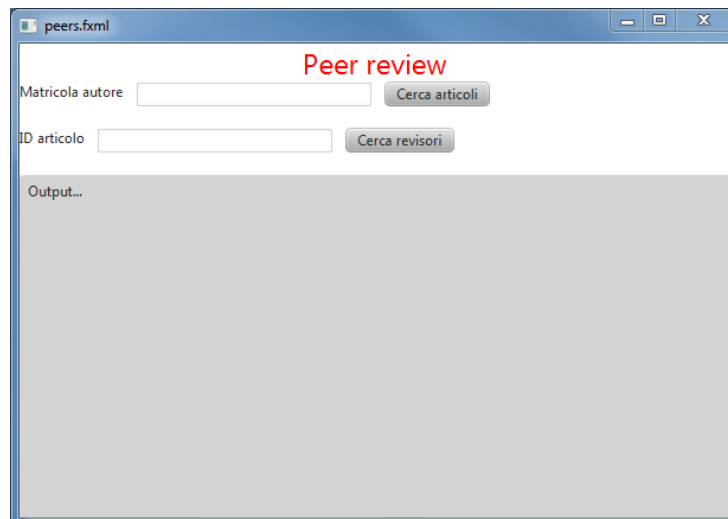 peers.fxml
Peer review
Matricola autore Cerca articoli
ID articolo Cerca revisori
Output...